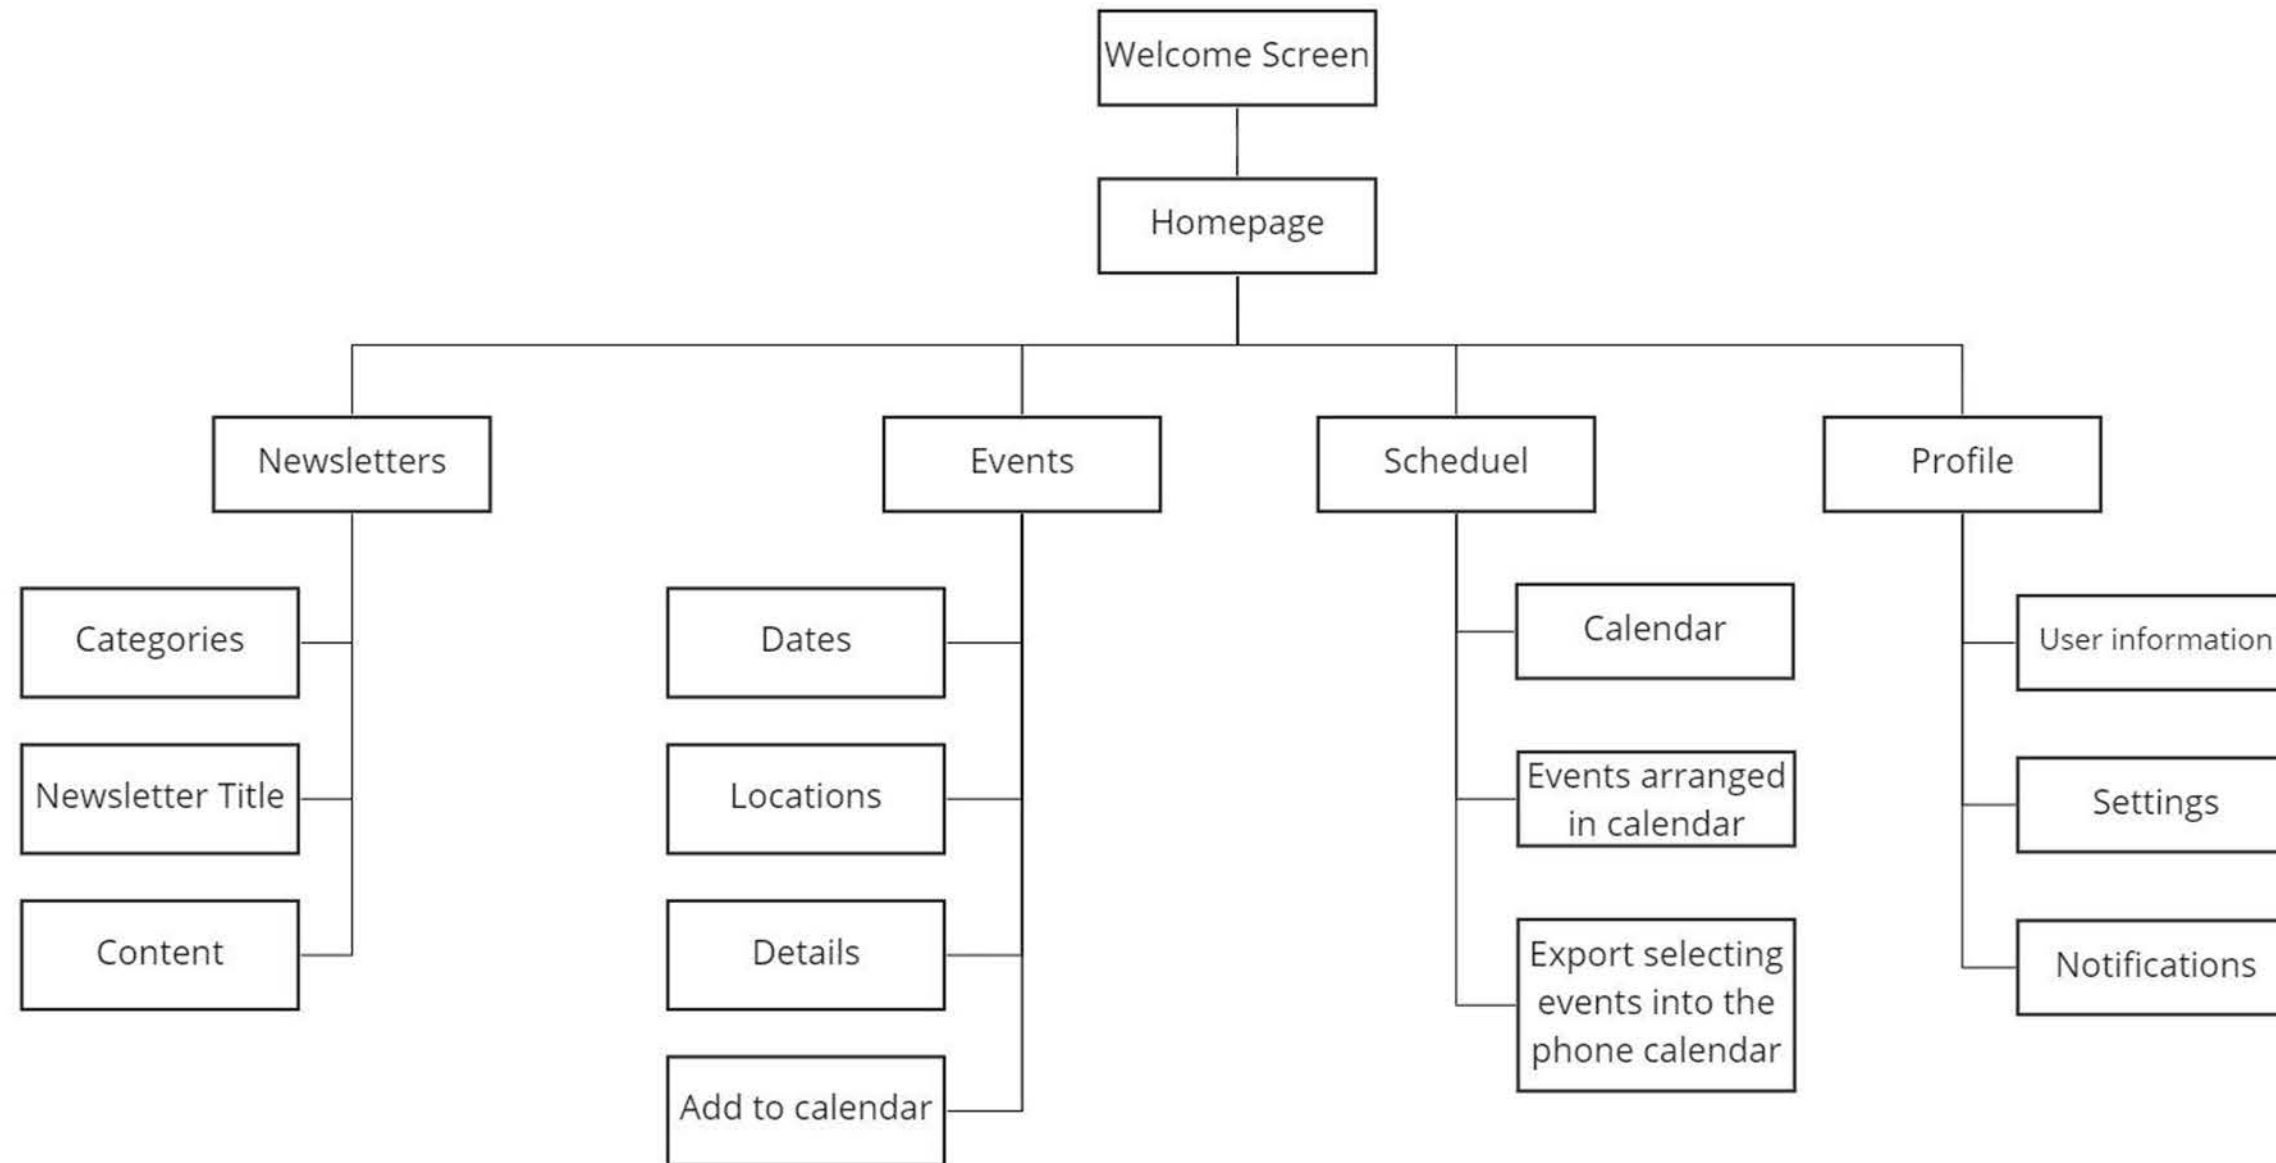 Welcome Screen
Homepage
Newsletters
Events
Scheduel
Profile
Categories
Newsletter Title
Content
Dates
Locations
Details
Add to calendar
Calendar
Events arranged
in calendar
Export selecting
events into the
phone calendar
User information
Settings
Notifications